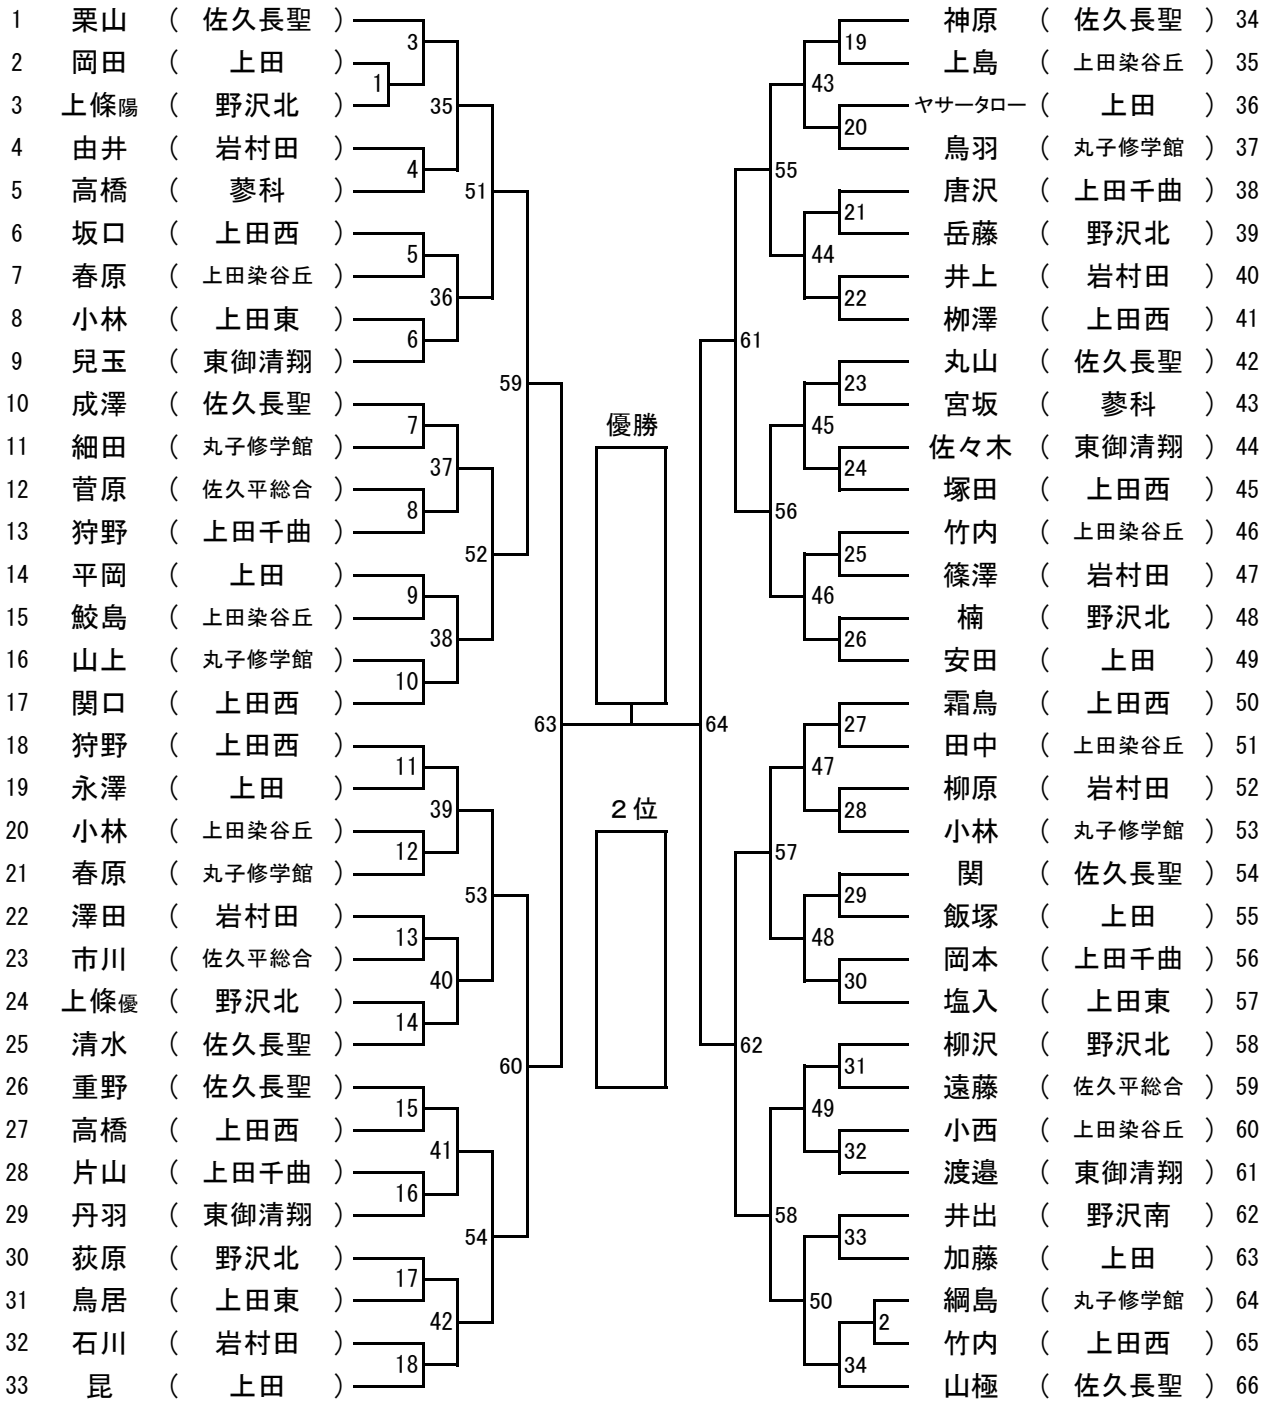 1 栗山 ( 佐久長聖 )
2 岡田 ( 上田 )
3 上條陽 ( 野沢北 )
4 由井 ( 岩村田 )
5 高橋 ( 蓼科 )
6 坂口 ( 上田西 )
7 春原 ( 上田染谷丘 )
8 小林 ( 上田東 )
9 兒玉 ( 東御清翔 )
10 成澤 ( 佐久長聖 )
11 細田 ( 丸子修学館 )
12 菅原 ( 佐久平総合 )
13 狩野 ( 上田千曲 )
14 平岡 ( 上田 )
15 鮫島 ( 上田染谷丘 )
16 山上 ( 丸子修学館 )
17 関口 ( 上田西 )
18 狩野 ( 上田西 )
19 永澤 ( 上田 )
20 小林 ( 上田染谷丘 )
21 春原 ( 丸子修学館 )
22 澤田 ( 岩村田 )
23 市川 ( 佐久平総合 )
24 上條優 ( 野沢北 )
25 清水 ( 佐久長聖 )
26 重野 ( 佐久長聖 )
27 高橋 ( 上田西 )
28 片山 ( 上田千曲 )
29 丹羽 ( 東御清翔 )
30 荻原 ( 野沢北 )
31 鳥居 ( 上田東 )
32 石川 ( 岩村田 )
33 昆 ( 上田 )
1
3
4
5
6
7
8
9
10
11
12
13
14
15
16
17
18
35
36
37
38
39
40
41
42
51
52
53
54
59
60
63
優勝
2位
64
61
62
55
56
57
58
43
44
45
46
47
48
49
50
19
20
21
22
23
24
25
26
27
28
29
30
31
32
33
34
2
神原 ( 佐久長聖 ) 34
上島 ( 上田染谷丘 ) 35
ヤサータロー ( 上田 ) 36
鳥羽 ( 丸子修学館 ) 37
唐沢 ( 上田千曲 ) 38
岳藤 ( 野沢北 ) 39
井上 ( 岩村田 ) 40
栁澤 ( 上田西 ) 41
丸山 ( 佐久長聖 ) 42
宮坂 ( 蓼科 ) 43
佐々木 ( 東御清翔 ) 44
塚田 ( 上田西 ) 45
竹内 ( 上田染谷丘 ) 46
篠澤 ( 岩村田 ) 47
楠 ( 野沢北 ) 48
安田 ( 上田 ) 49
霜鳥 ( 上田西 ) 50
田中 ( 上田染谷丘 ) 51
柳原 ( 岩村田 ) 52
小林 ( 丸子修学館 ) 53
関 ( 佐久長聖 ) 54
飯塚 ( 上田 ) 55
岡本 ( 上田千曲 ) 56
塩入 ( 上田東 ) 57
柳沢 ( 野沢北 ) 58
遠藤 ( 佐久平総合 ) 59
小西 ( 上田染谷丘 ) 60
渡邉 ( 東御清翔 ) 61
井出 ( 野沢南 ) 62
加藤 ( 上田 ) 63
綱島 ( 丸子修学館 ) 64
竹内 ( 上田西 ) 65
山極 ( 佐久長聖 ) 66